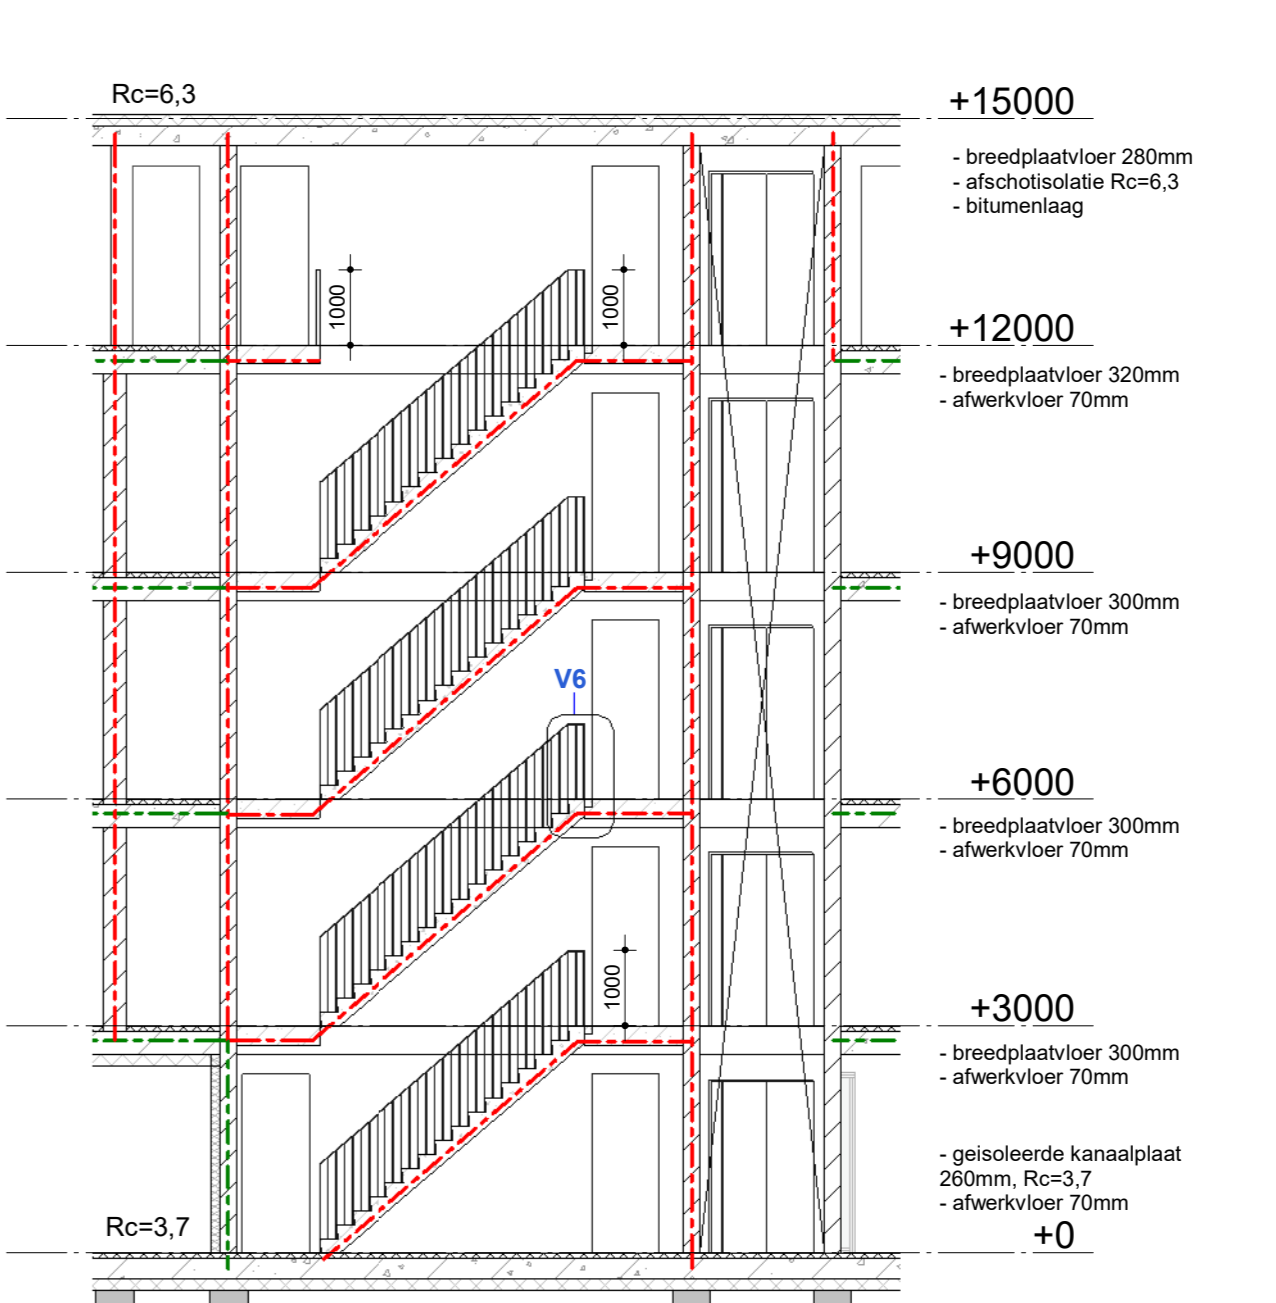 Rc=6,3
+15000
- breedplaatvloer 280mm
- afschotisolatie Rc=6,3
- bitumenlaag
1000
1000
+12000
- breedplaatvloer 320mm
- afwerkvloer 70mm
+9000
- breedplaatvloer 300mm
- afwerkvloer 70mm
V6
+6000
- breedplaatvloer 300mm
- afwerkvloer 70mm
1000
+3000
- breedplaatvloer 300mm
- afwerkvloer 70mm
- geisoleerde kanaalplaat
260mm, Rc=3,7
- afwerkvloer 70mm
Rc=3,7
+0